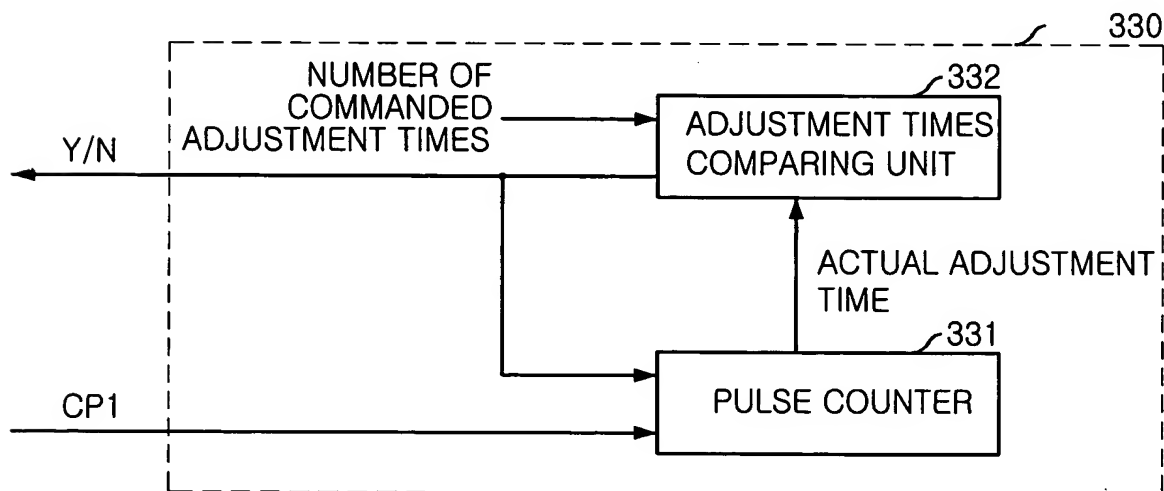 330
NUMBER OF
COMMANDED
ADJUSTMENT TIMES
332
ADJUSTMENT TIMES
COMPARING UNIT
Y/N
ACTUAL ADJUSTMENT
TIME
331
PULSE COUNTER
CP1